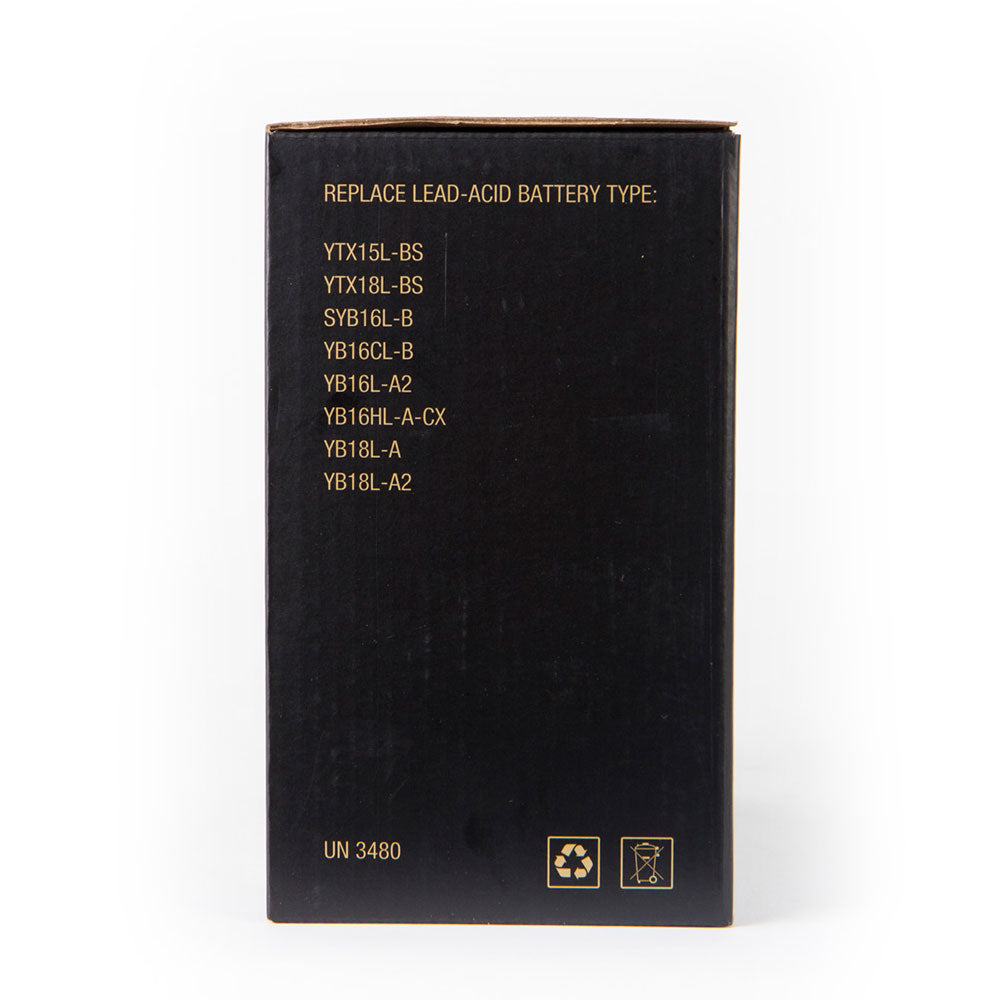 REPLACE LEAD-ACID BATTERY TYPE:
YTX15L-BS
YTX18L-BS
SYB16L-B
YB16CL-B
YB16L-A2
YB16HL-A-CX
YB18L-A
YB18L-A2
UN 3480